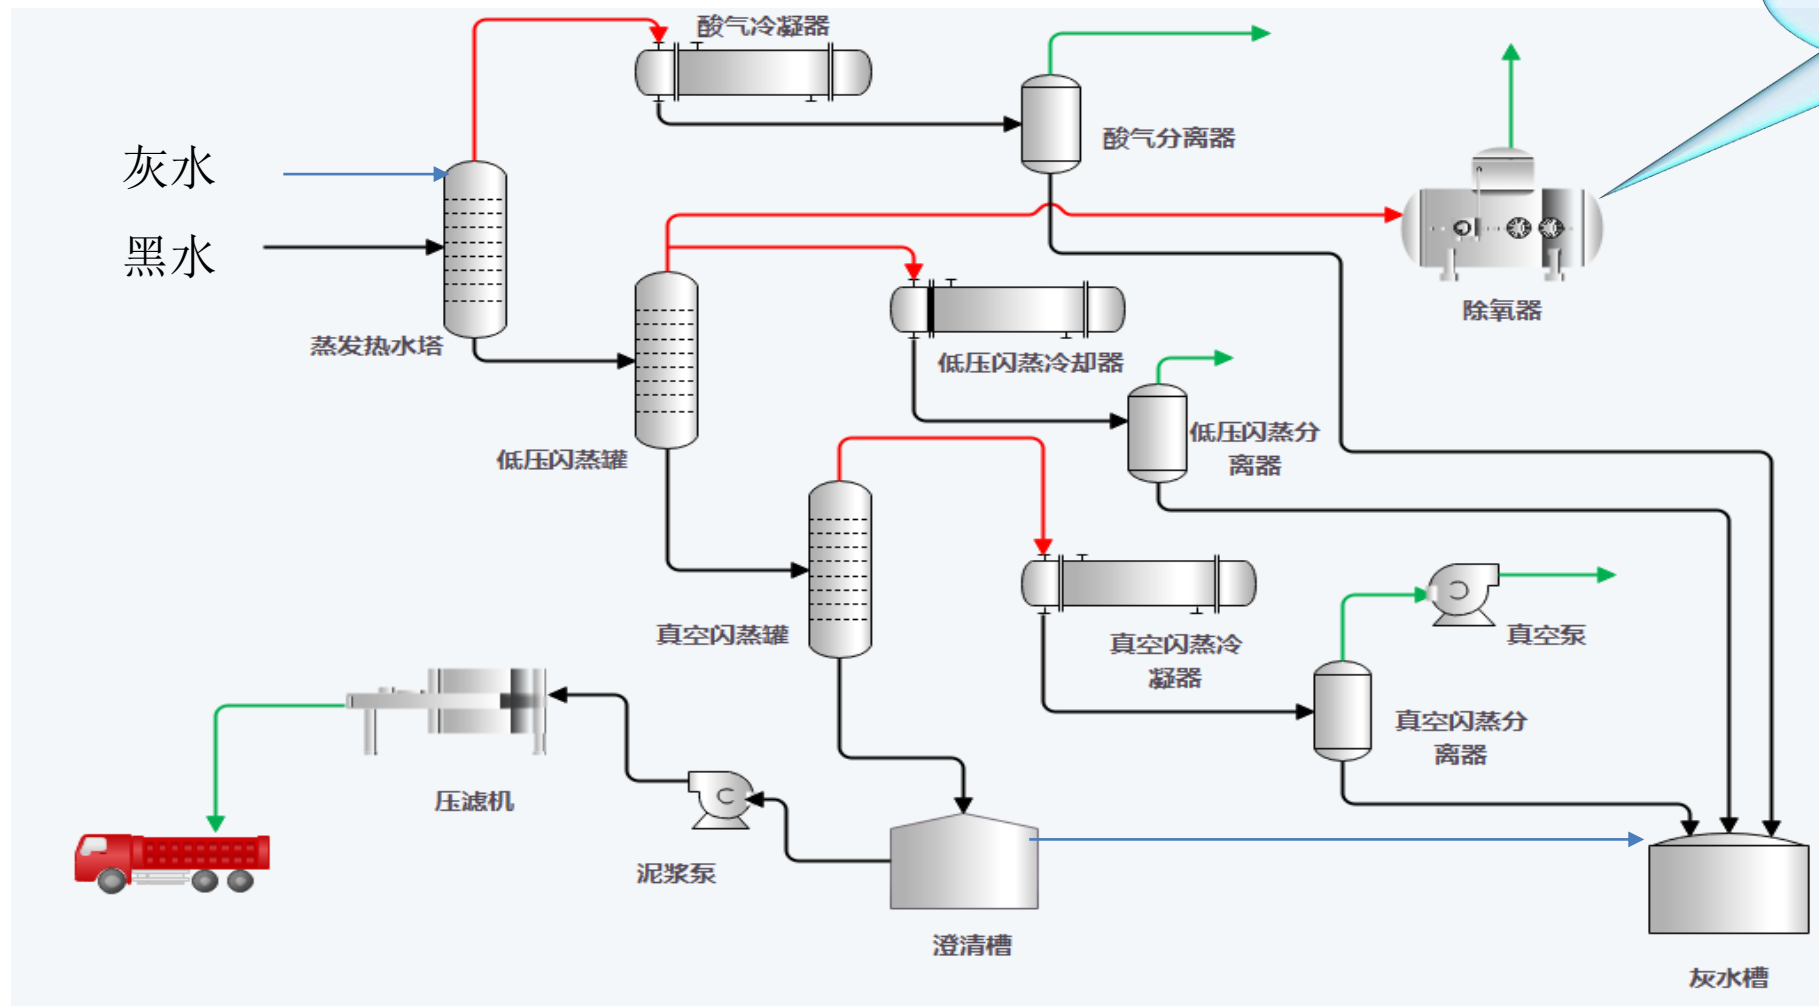 酸气冷凝器
酸气分离器
灰水
黑水
除氧器
蒸发热水塔
低压闪蒸冷却器
低压闪蒸分
离器
低压闪蒸罐
真空闪蒸罐
真空闪蒸冷
凝器
真空泵
真空闪蒸分
离器
压滤机
泥浆泵
澄清槽
灰水槽